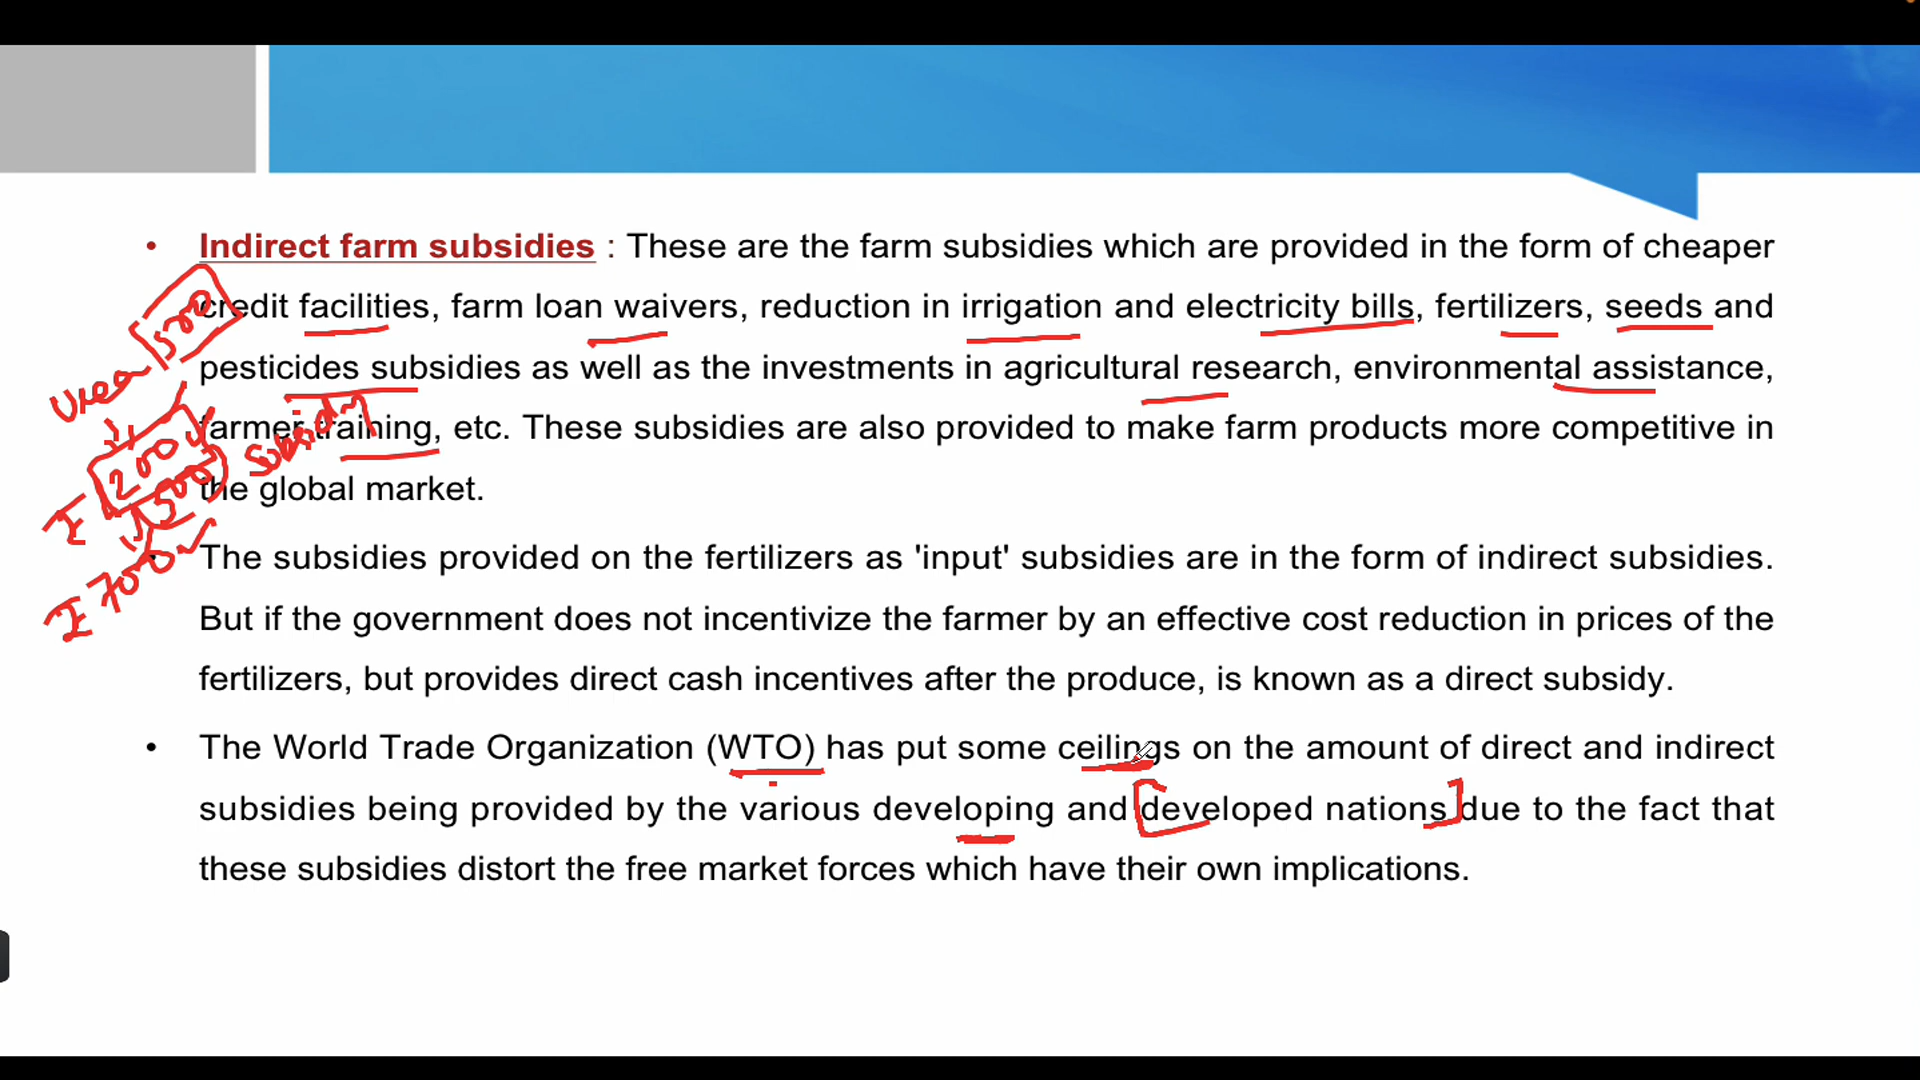 • Indirect farm subsidies : These are the farm subsidies which are provided in the form of cheaper
credit facilities, farm loan waivers, reduction in irrigation and electricity bills, fertilizers, seeds and
pesticides subsidies as well as the investments in agricultural research, environmental assistance,
farmer training, etc. These subsidies are also provided to make farm products more competitive in
the global market.
• The subsidies provided on the fertilizers as 'input' subsidies are in the form of indirect subsidies.
But if the government does not incentivize the farmer by an effective cost reduction in prices of the
fertilizers, but provides direct cash incentives after the produce, is known as a direct subsidy.
• The World Trade Organization (WTO) has put some ceilings on the amount of direct and indirect
subsidies being provided by the various developing and developed nations due to the fact that
these subsidies distort the free market forces which have their own implications.
Urea 500
200
500 subsidy
700